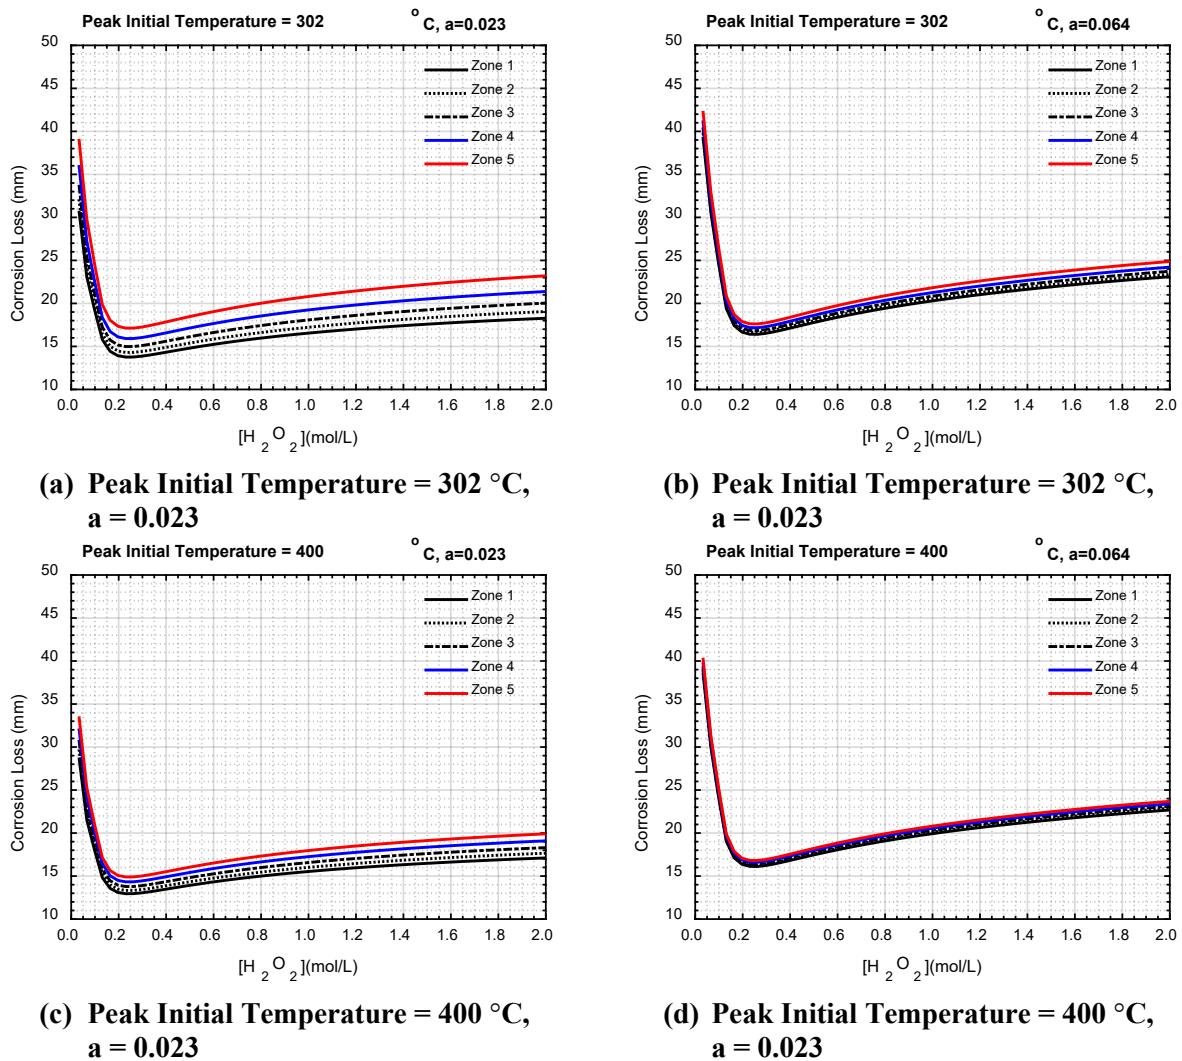 Peak Initial Temperature = 302 °C, a=0.023
50
45
40
35
30
25
20
15
10
Corrosion Loss (mm)
Zone 1
Zone 2
Zone 3
Zone 4
Zone 5
0.0 0.2 0.4 0.6 0.8 1.0 1.2 1.4 1.6 1.8 2.0
[H2O2](mol/L)
(a) Peak Initial Temperature = 302 °C,
a = 0.023
Peak Initial Temperature = 302 °C, a=0.064
50
45
40
35
30
25
20
15
10
Corrosion Loss (mm)
Zone 1
Zone 2
Zone 3
Zone 4
Zone 5
0.0 0.2 0.4 0.6 0.8 1.0 1.2 1.4 1.6 1.8 2.0
[H2O2](mol/L)
(b) Peak Initial Temperature = 302 °C,
a = 0.023
Peak Initial Temperature = 400 °C, a=0.023
50
45
40
35
30
25
20
15
10
Corrosion Loss (mm)
Zone 1
Zone 2
Zone 3
Zone 4
Zone 5
0.0 0.2 0.4 0.6 0.8 1.0 1.2 1.4 1.6 1.8 2.0
[H2O2](mol/L)
(c) Peak Initial Temperature = 400 °C,
a = 0.023
Peak Initial Temperature = 400 °C, a=0.064
50
45
40
35
30
25
20
15
10
Corrosion Loss (mm)
Zone 1
Zone 2
Zone 3
Zone 4
Zone 5
0.0 0.2 0.4 0.6 0.8 1.0 1.2 1.4 1.6 1.8 2.0
[H2O2](mol/L)
(d) Peak Initial Temperature = 400 °C,
a = 0.023